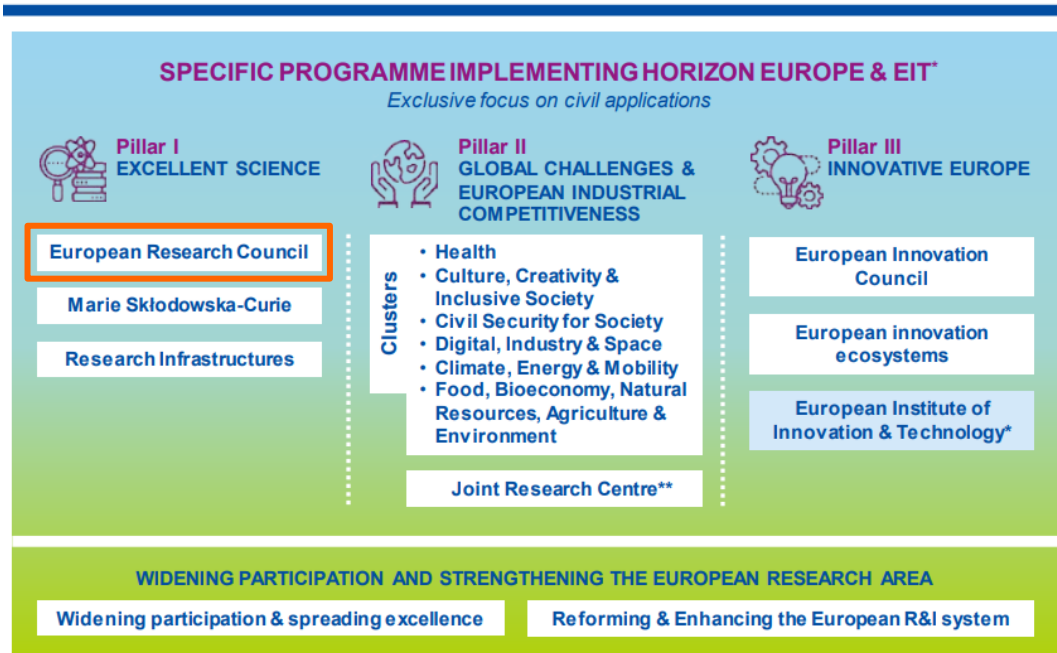 SPECIFIC PROGRAMME IMPLEMENTING HORIZON EUROPE & EIT*
Exclusive focus on civil applications
Pillar I
EXCELLENT SCIENCE
European Research Council
Marie Skłodowska-Curie
Research Infrastructures
Pillar II
GLOBAL CHALLENGES &
EUROPEAN INDUSTRIAL
COMPETITIVENESS
Clusters
• Health
• Culture, Creativity &
Inclusive Society
• Civil Security for Society
• Digital, Industry & Space
• Climate, Energy & Mobility
• Food, Bioeconomy, Natural
Resources, Agriculture &
Environment
Joint Research Centre**
Pillar III
INNOVATIVE EUROPE
European Innovation
Council
European innovation
ecosystems
European Institute of
Innovation & Technology*
WIDENING PARTICIPATION AND STRENGTHENING THE EUROPEAN RESEARCH AREA
Widening participation & spreading excellence
Reforming & Enhancing the European R&I system